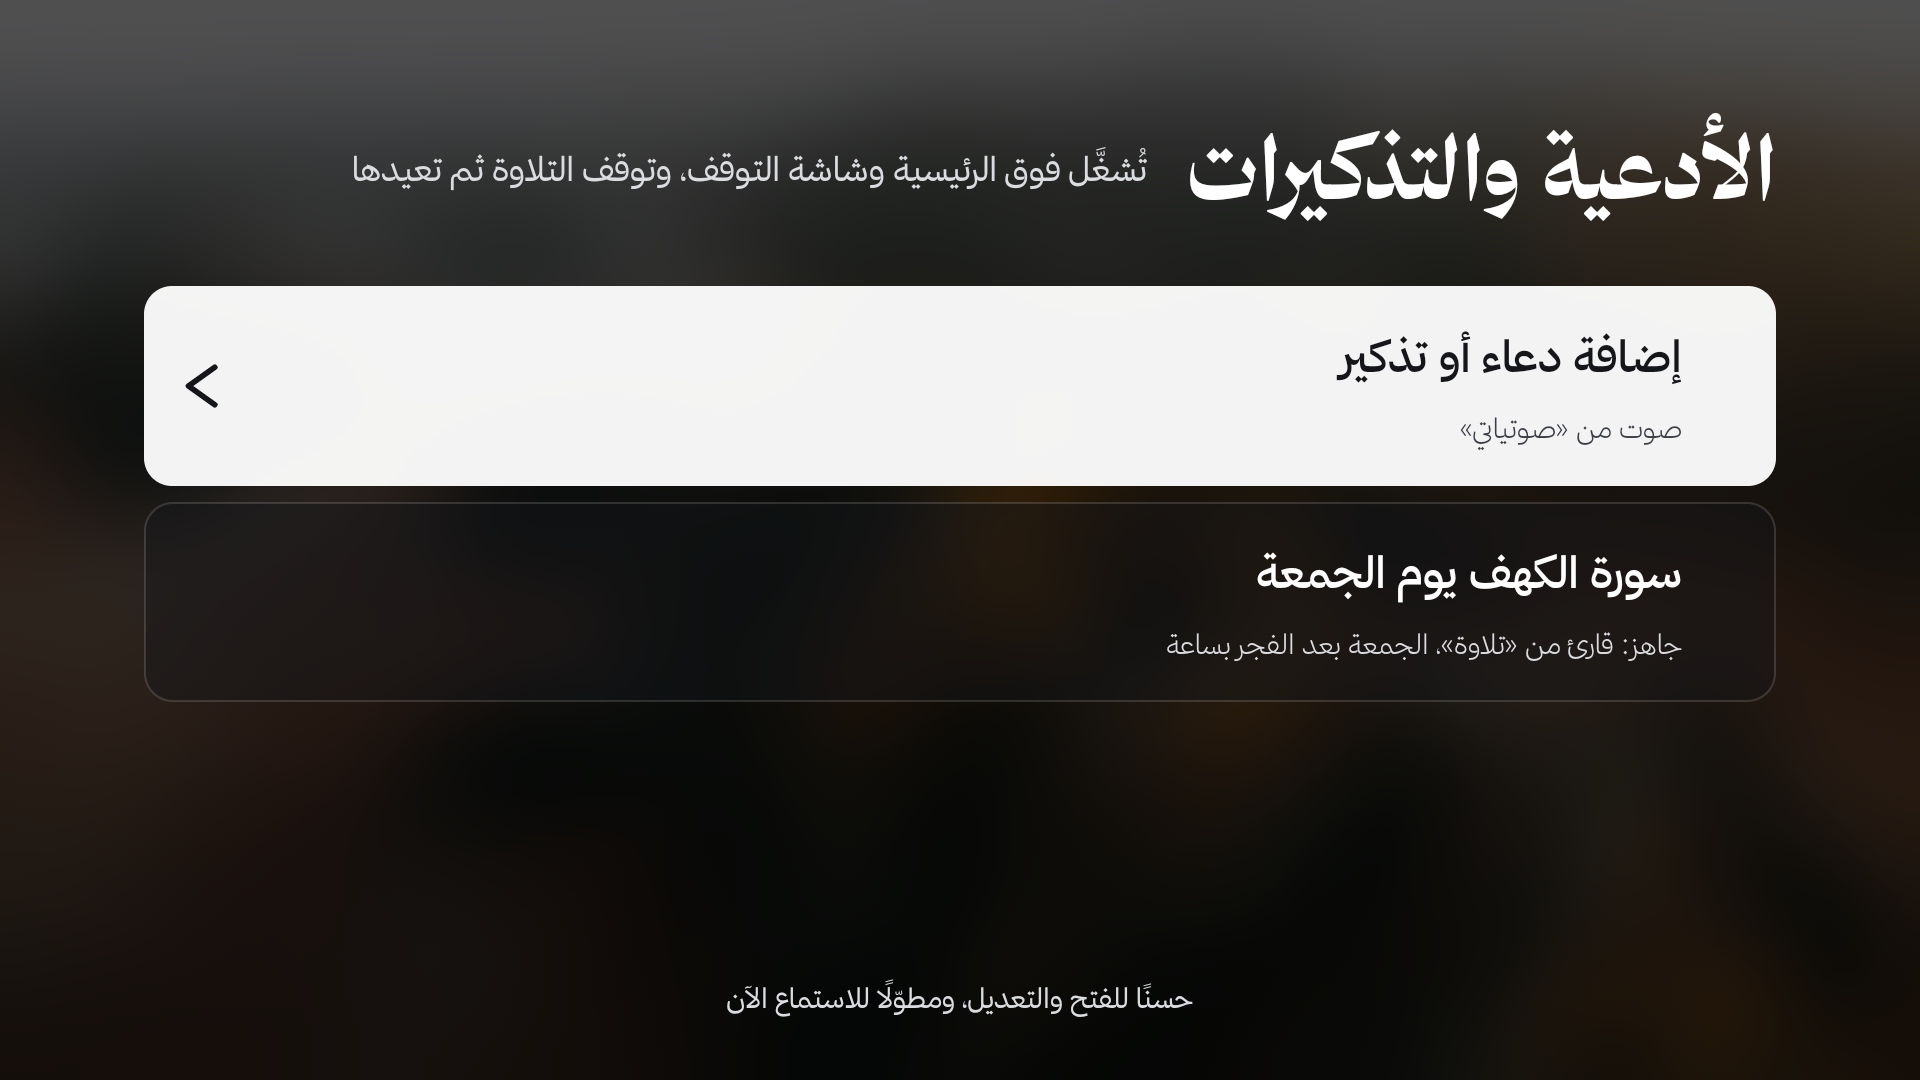 الأدعية والتذكيرات
تُشغَّل فوق الرئيسية وشاشة التوقف، وتوقف التلاوة ثم تعيدها
إضافة دعاء أو تذكير
صوت من «صوتياتي»
سورة الكهف يوم الجمعة
جاهز: قارئ من «تلاوة»، الجمعة بعد الفجر بساعة
حسنًا للفتح والتعديل، ومطوّلًا للاستماع الآن